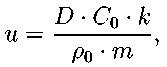 u = \frac{D \cdot C_0 \cdot k}{\rho_0 \cdot m},